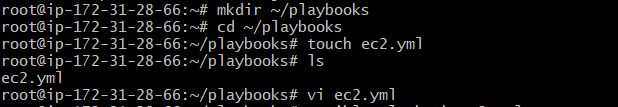 root@ip-172-31-28-66:~# mkdir ~/playbooks
root@ip-172-31-28-66:~# cd ~/playbooks
root@ip-172-31-28-66:~/playbooks# touch ec2.yml
root@ip-172-31-28-66:~/playbooks# ls
ec2.yml
root@ip-172-31-28-66:~/playbooks# vi ec2.yml